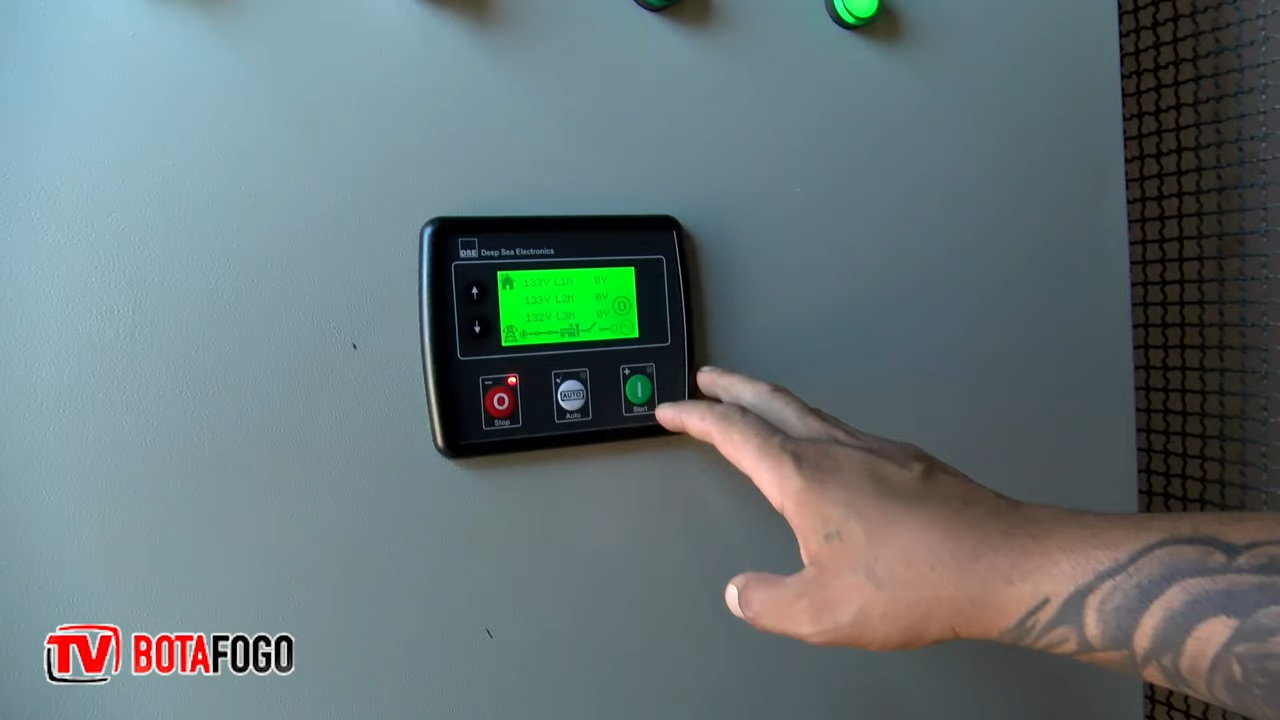 DSE Deep Sea Electronics
133V L1N 0V
133V L2N 0V
132V L3N 0V
O AUTO I
Stop Auto Start
TV BOTAFOGO